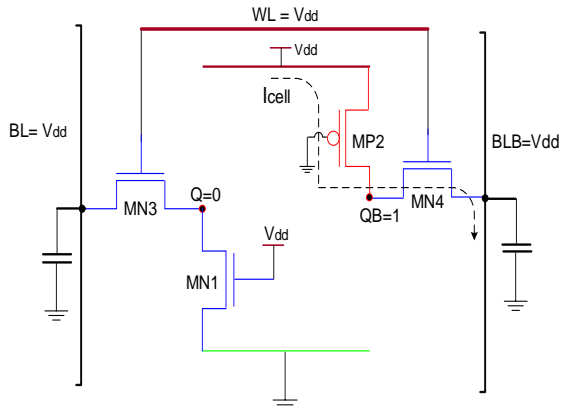 WL = Vdd
Vdd
Icell
BL= Vdd
MP2
BLB=Vdd
Q=0
MN3
QB=1
MN4
Vdd
MN1